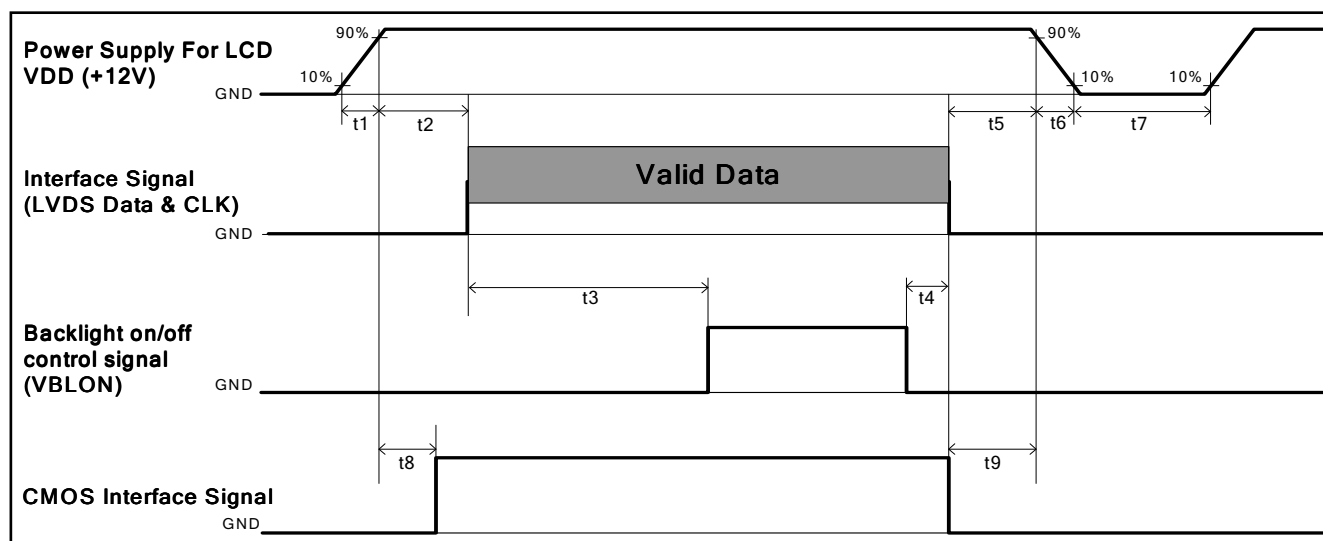 Power Supply For LCD
VDD (+12V)
90%
10%
GND
90%
10%
10%
t1
t2
t5
t6
t7
Interface Signal
(LVDS Data & CLK)
GND
Valid Data
t3
t4
Backlight on/off
control signal
(VBLON)
GND
t8
t9
CMOS Interface Signal
GND